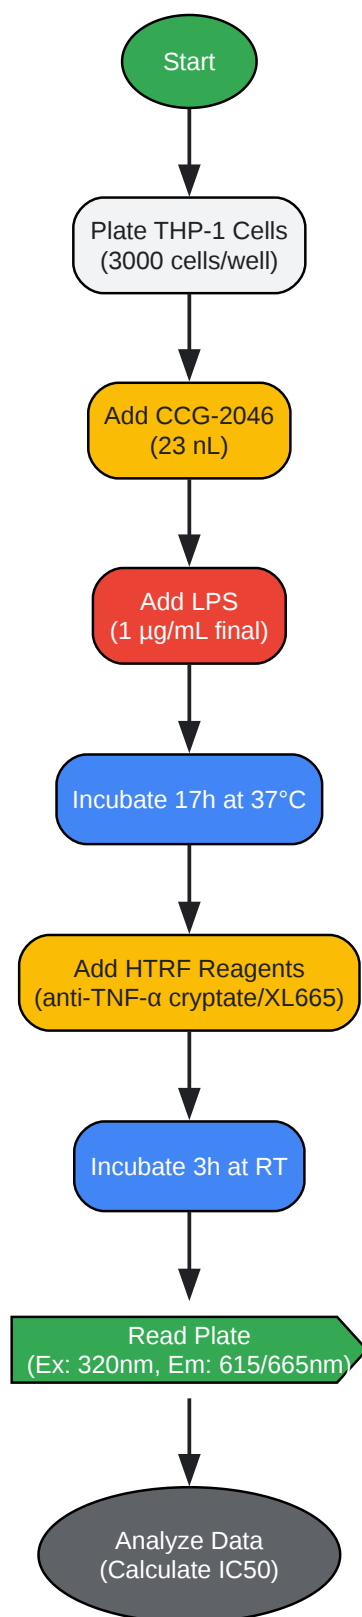 Start
Plate THP-1 Cells
(3000 cells/well)
Add CCG-2046
(23 nL)
Add LPS
(1 µg/mL final)
Incubate 17h at 37°C
Add HTRF Reagents
(anti-TNF-α cryptate/XL665)
Incubate 3h at RT
Read Plate
(Ex: 320nm, Em: 615/665nm)
Analyze Data
(Calculate IC50)